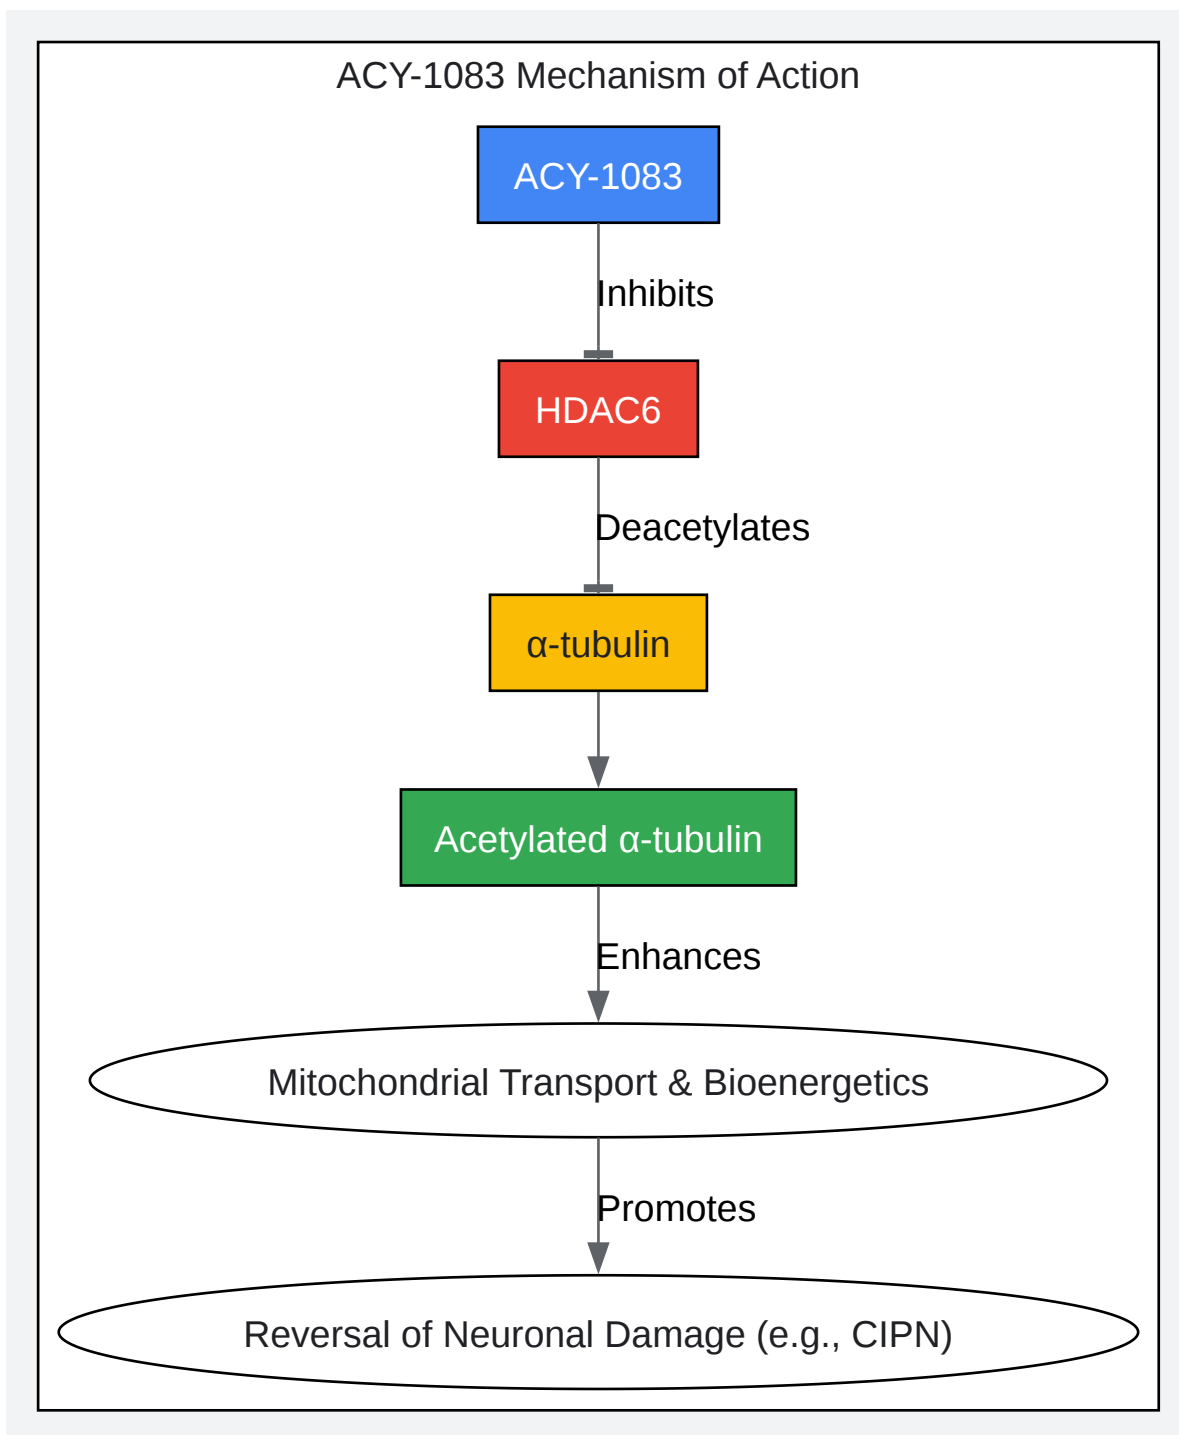 ACY-1083 Mechanism of Action
ACY-1083
Inhibits
HDAC6
Deacetylates
α-tubulin
Acetylated α-tubulin
Enhances
Mitochondrial Transport & Bioenergetics
Promotes
Reversal of Neuronal Damage (e.g., CIPN)